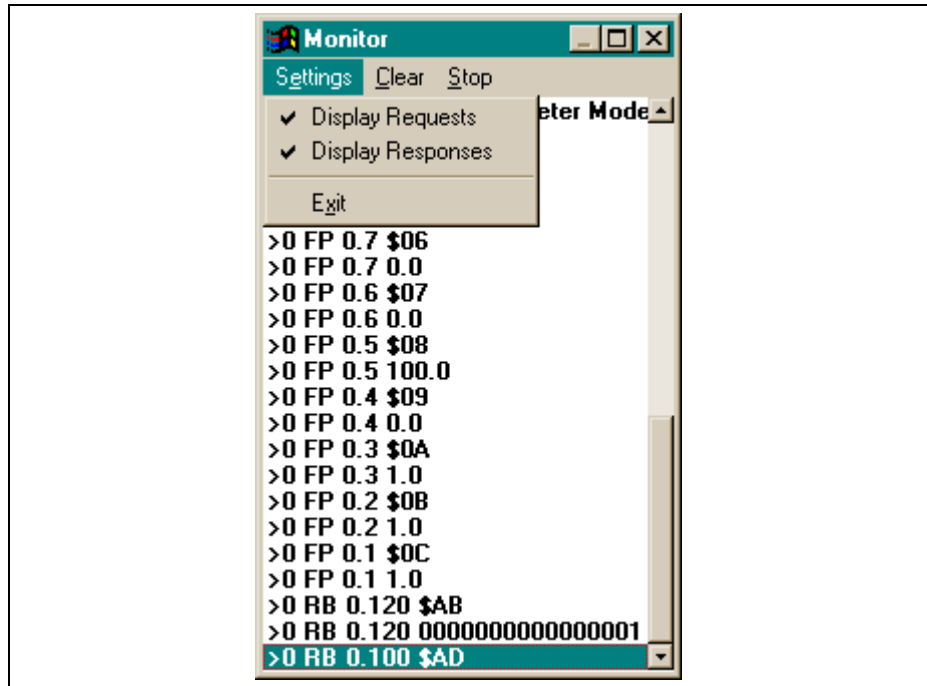 Monitor
Settings Clear Stop
Display Requests
eter Mode
Display Responses
Exit
>0 FP 0.7 $06
>0 FP 0.7 0.0
>0 FP 0.6 $07
>0 FP 0.6 0.0
>0 FP 0.5 $08
>0 FP 0.5 100.0
>0 FP 0.4 $09
>0 FP 0.4 0.0
>0 FP 0.3 $0A
>0 FP 0.3 1.0
>0 FP 0.2 $0B
>0 FP 0.2 1.0
>0 FP 0.1 $0C
>0 FP 0.1 1.0
>0 RB 0.120 $AB
>0 RB 0.120 0000000000000001
>0 RB 0.100 $AD